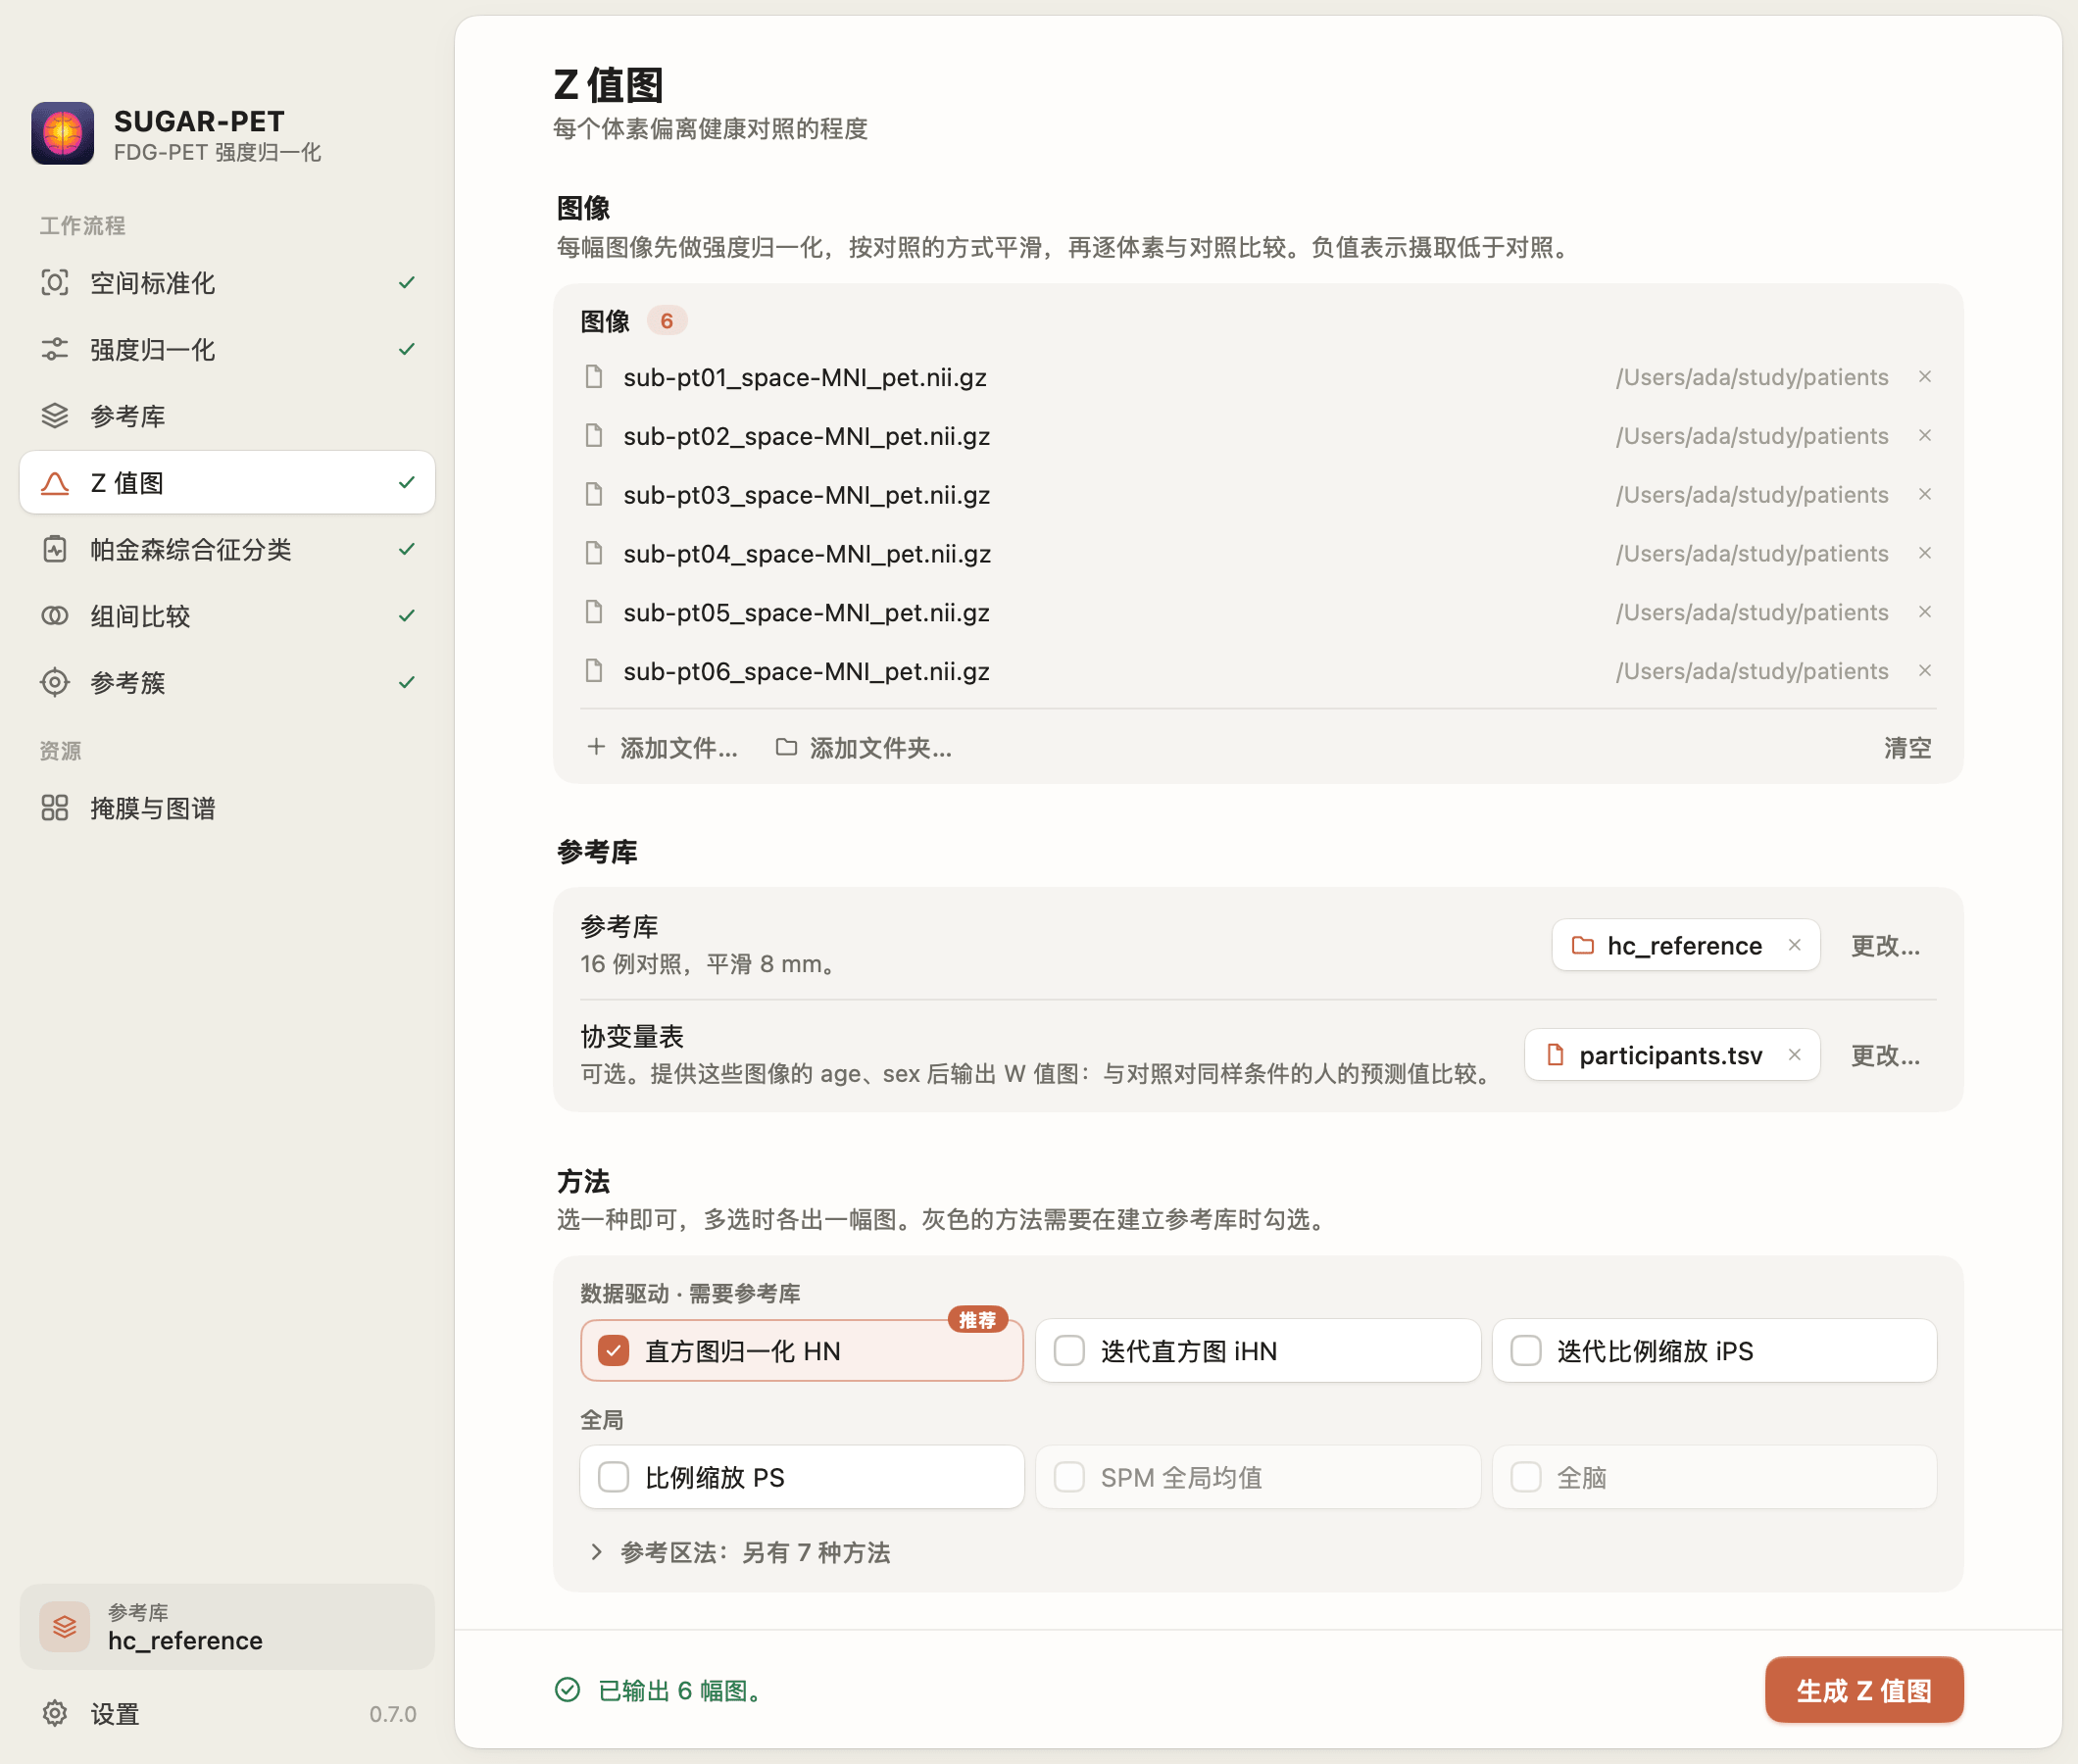 SUGAR-PET
FDG-PET 强度归一化
工作流程
空间标准化
强度归一化
参考库
Z 值图
帕金森综合征分类
组间比较
参考簇
资源
掩膜与图谱
参考库
hc_reference
设置
0.7.0
Z 值图
每个体素偏离健康对照的程度
图像
每幅图像先做强度归一化，按对照的方式平滑，再逐体素与对照比较。负值表示摄取低于对照。
图像 6
sub-pt01_space-MNI_pet.nii.gz /Users/ada/study/patients
sub-pt02_space-MNI_pet.nii.gz /Users/ada/study/patients
sub-pt03_space-MNI_pet.nii.gz /Users/ada/study/patients
sub-pt04_space-MNI_pet.nii.gz /Users/ada/study/patients
sub-pt05_space-MNI_pet.nii.gz /Users/ada/study/patients
sub-pt06_space-MNI_pet.nii.gz /Users/ada/study/patients
添加文件... 添加文件夹... 清空
参考库
参考库
16 例对照，平滑 8 mm。
hc_reference 更改...
协变量表
可选。提供这些图像的 age、sex 后输出 W 值图：与对照对同样条件的人的预测值比较。
participants.tsv 更改...
方法
选一种即可，多选时各出一幅图。灰色的方法需要在建立参考库时勾选。
数据驱动 · 需要参考库
推荐
直方图归一化 HN 迭代直方图 iHN 迭代比例缩放 iPS
全局
比例缩放 PS SPM 全局均值 全脑
参考区法：另有 7 种方法
已输出 6 幅图。
生成 Z 值图